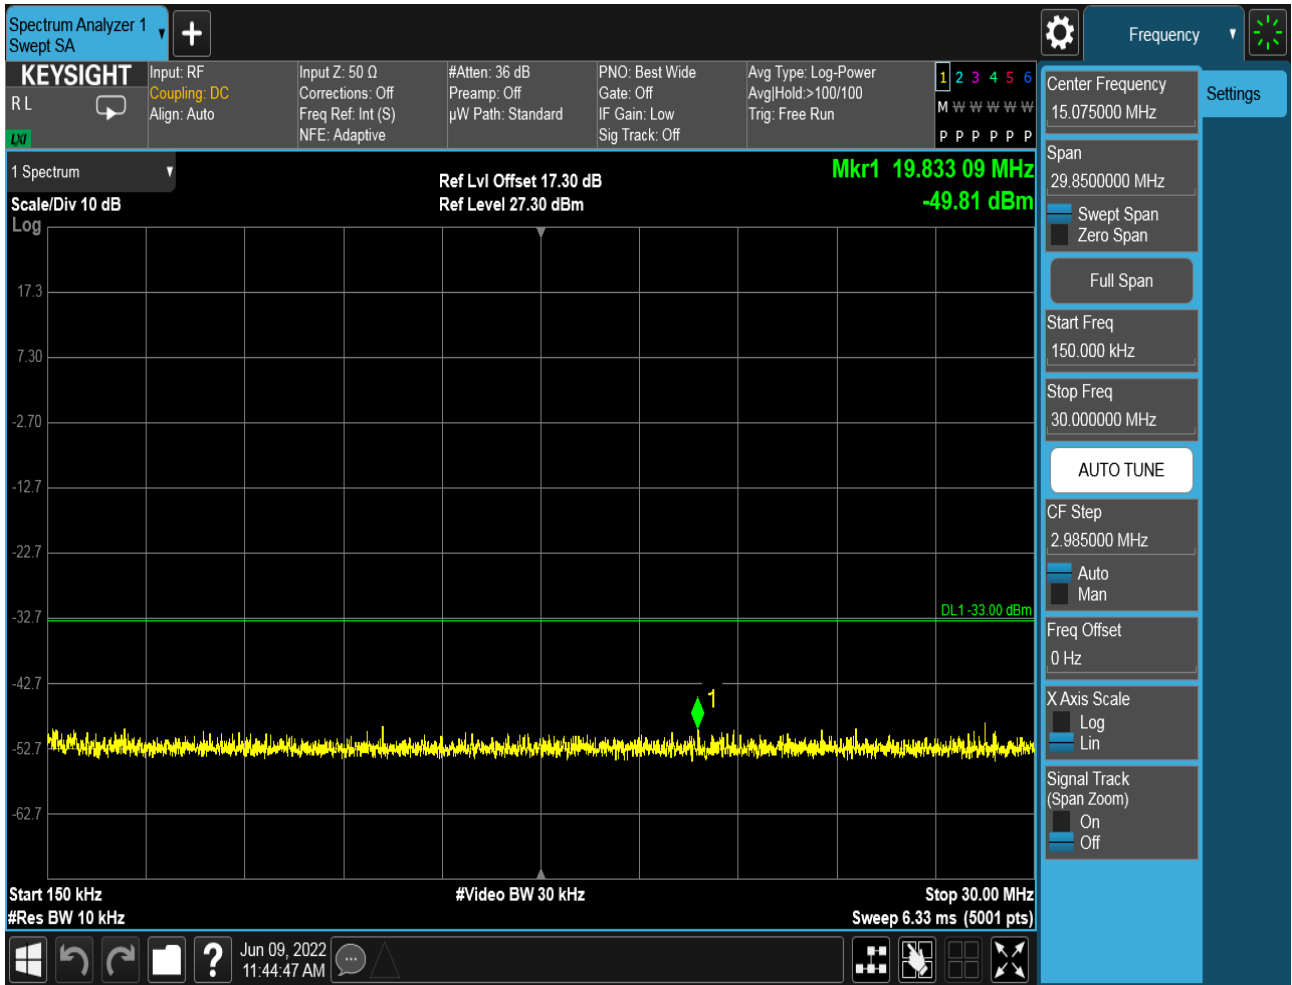 Spectrum Analyzer 1
Swept SA
Frequency
KEYSIGHT
R L
LXI
Input: RF
Coupling: DC
Align: Auto
Input Z: 50 Ω
Corrections: Off
Freq Ref: Int (S)
NFE: Adaptive
#Atten: 36 dB
Preamp: Off
µW Path: Standard
PNO: Best Wide
Gate: Off
IF Gain: Low
Sig Track: Off
Avg Type: Log-Power
Avg|Hold:>100/100
Trig: Free Run
1 2 3 4 5 6
M W W W W W
P P P P P P
1 Spectrum
Scale/Div 10 dB
Log
Ref Lvl Offset 17.30 dB
Ref Level 27.30 dBm
Mkr1 19.833 09 MHz
-49.81 dBm
17.3
7.30
-2.70
-12.7
-22.7
-32.7
-42.7
-52.7
-62.7
DL1 -33.00 dBm
1
Start 150 kHz
#Res BW 10 kHz
#Video BW 30 kHz
Stop 30.00 MHz
Sweep 6.33 ms (5001 pts)
Jun 09, 2022
11:44:47 AM
?
Center Frequency
15.075000 MHz
Settings
Span
29.8500000 MHz
Swept Span
Zero Span
Full Span
Start Freq
150.000 kHz
Stop Freq
30.000000 MHz
AUTO TUNE
CF Step
2.985000 MHz
Auto
Man
Freq Offset
0 Hz
X Axis Scale
Log
Lin
Signal Track
(Span Zoom)
On
Off